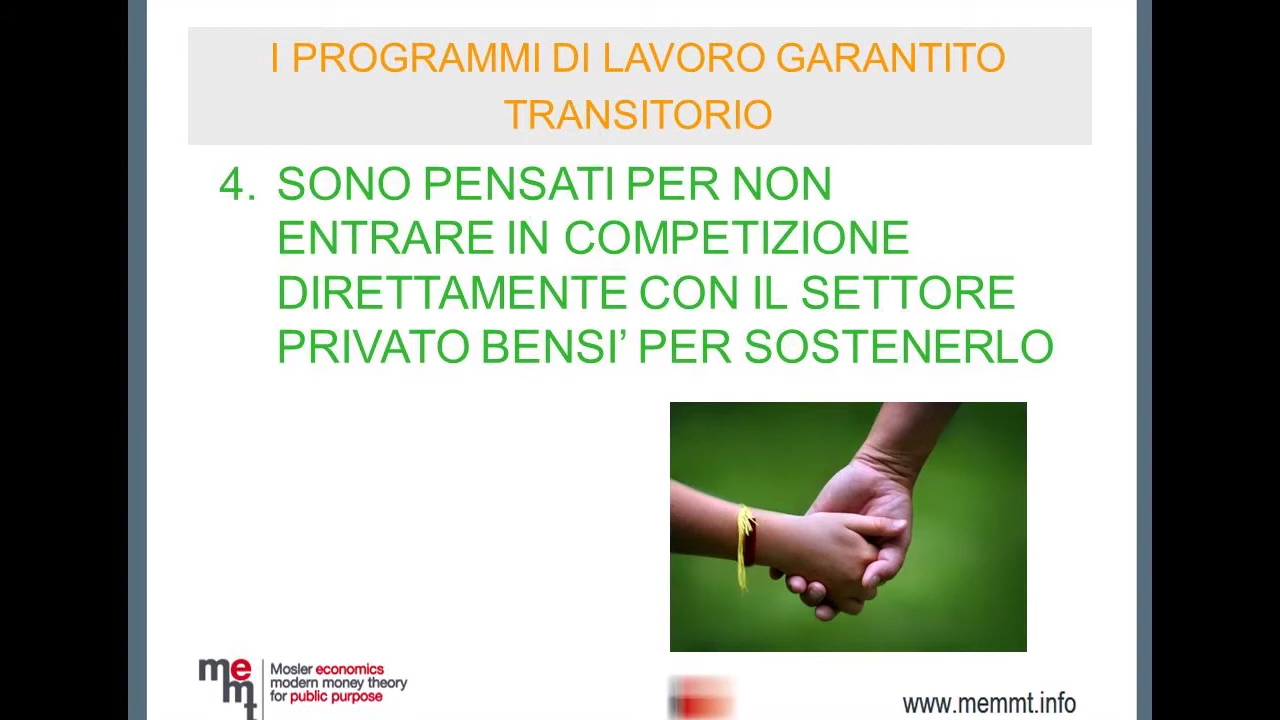 I PROGRAMMI DI LAVORO GARANTITO
TRANSITORIO
4. SONO PENSATI PER NON
ENTRARE IN COMPETIZIONE
DIRETTAMENTE CON IL SETTORE
PRIVATO BENSI’ PER SOSTENERLO
memmt
Mosler economics
modern money theory
for public purpose
www.memmt.info